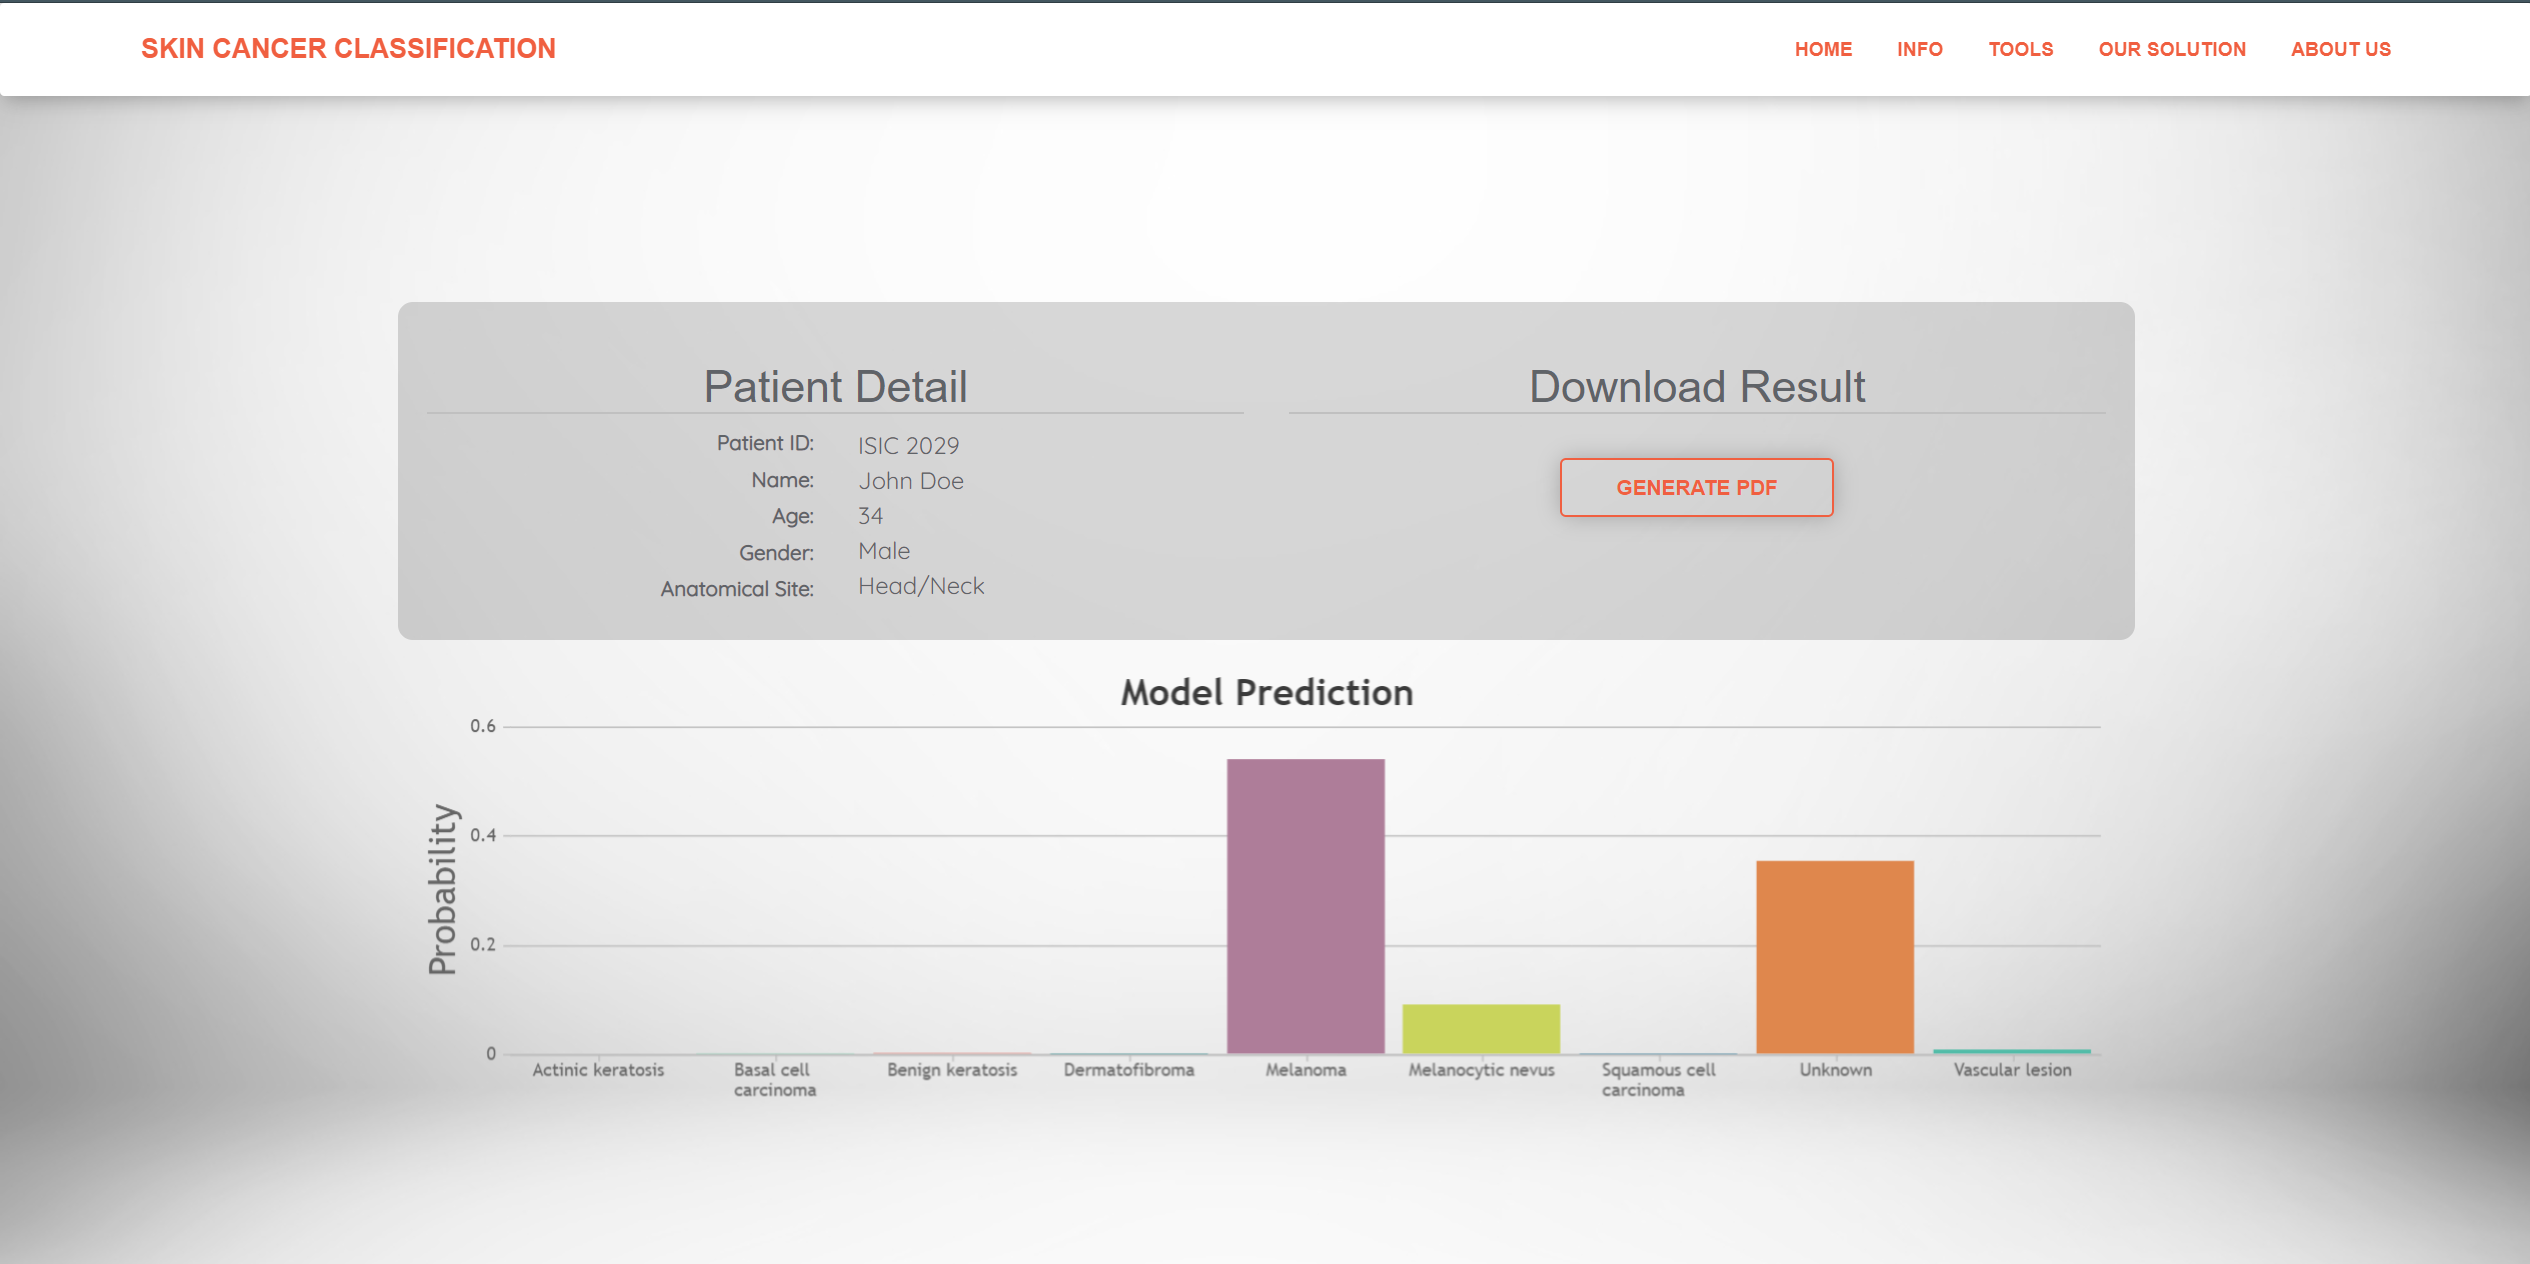 SKIN CANCER CLASSIFICATION
HOME INFO TOOLS OUR SOLUTION ABOUT US
Patient Detail
Patient ID: ISIC 2029
Name: John Doe
Age: 34
Gender: Male
Anatomical Site: Head/Neck
Download Result
GENERATE PDF
Model Prediction
Probability
0.6
0.4
0.2
0
Actinic keratosis
Basal cell
carcinoma
Benign keratosis
Dermatofibroma
Melanoma
Melanocytic nevus
Squamous cell
carcinoma
Unknown
Vascular lesion